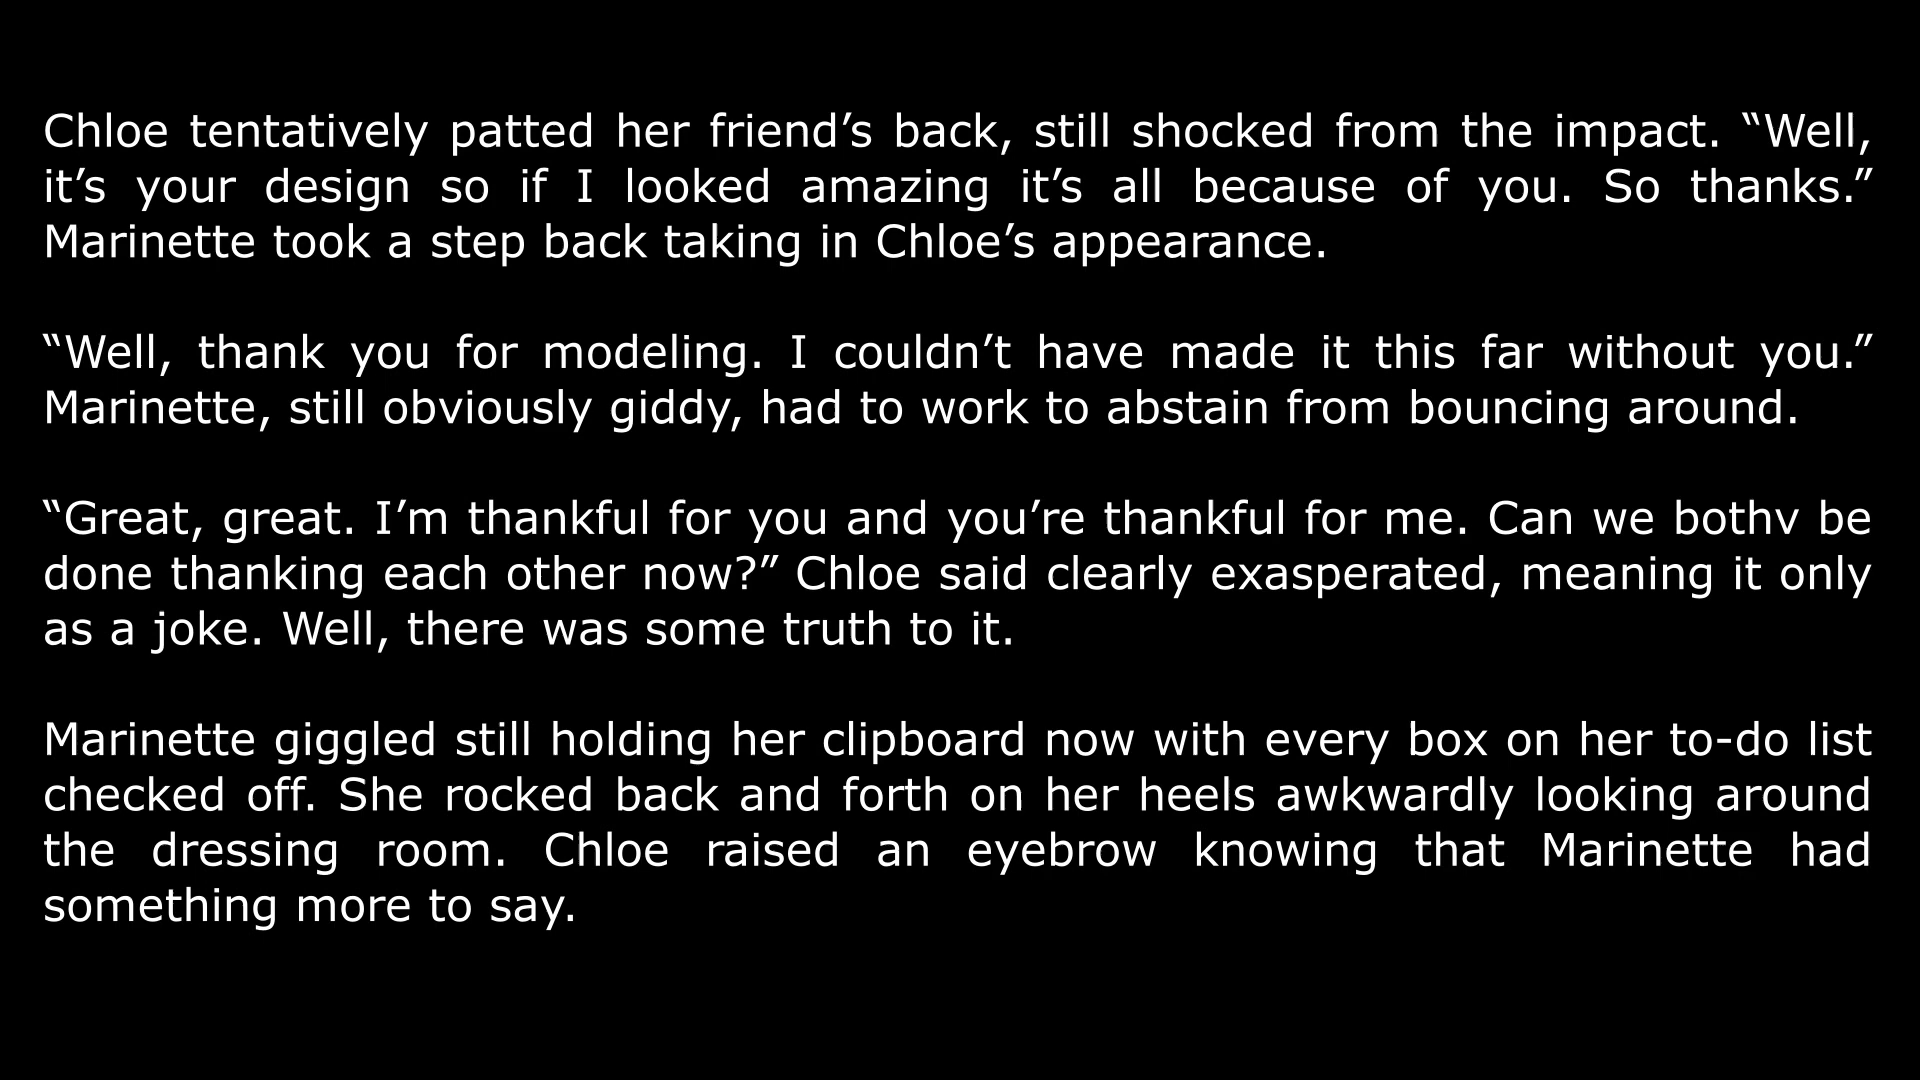 Chloe tentatively patted her friend’s back, still shocked from the impact. “Well,
it’s your design so if I looked amazing it’s all because of you. So thanks.”
Marinette took a step back taking in Chloe’s appearance.
“Well, thank you for modeling. I couldn’t have made it this far without you.”
Marinette, still obviously giddy, had to work to abstain from bouncing around.
“Great, great. I’m thankful for you and you’re thankful for me. Can we bothv be
done thanking each other now?” Chloe said clearly exasperated, meaning it only
as a joke. Well, there was some truth to it.
Marinette giggled still holding her clipboard now with every box on her to-do list
checked off. She rocked back and forth on her heels awkwardly looking around
the dressing room. Chloe raised an eyebrow knowing that Marinette had
something more to say.